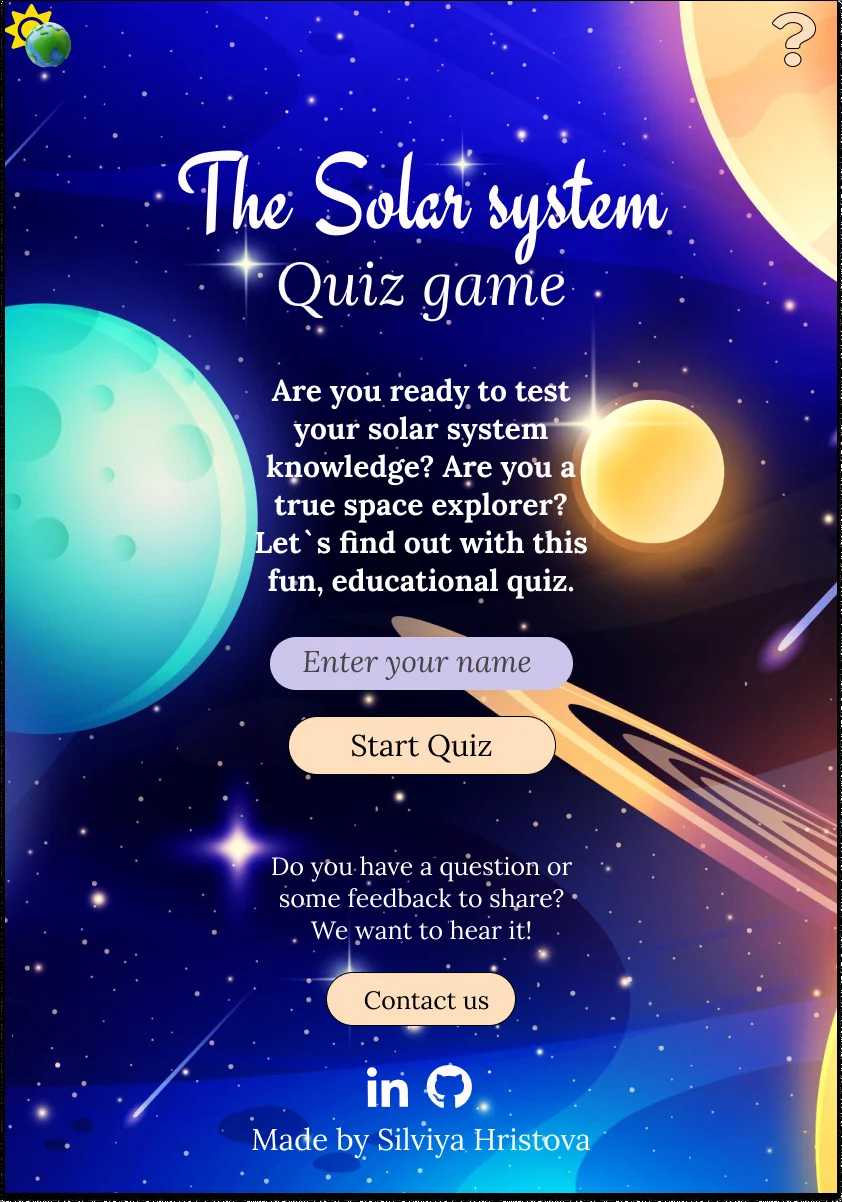 ?
The Solar system
Quiz game
Are you ready to test
your solar system
knowledge? Are you a
true space explorer?
Let`s find out with this
fun, educational quiz.
Enter your name
Start Quiz
Do you have a question or
some feedback to share?
We want to hear it!
Contact us
in
Made by Silviya Hristova